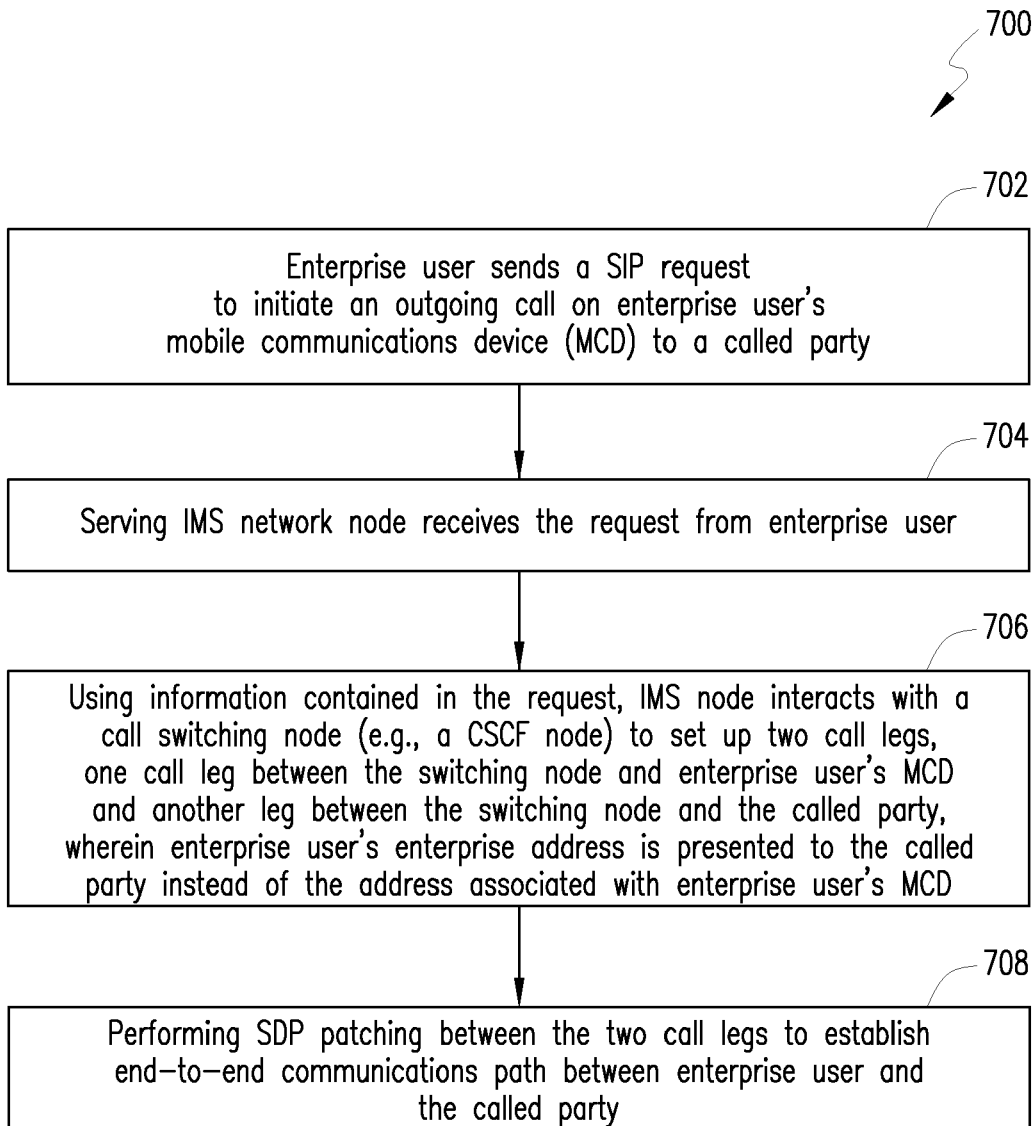 700
702
Enterprise user sends a SIP request
to initiate an outgoing call on enterprise user's
mobile communications device (MCD) to a called party
704
Serving IMS network node receives the request from enterprise user
706
Using information contained in the request, IMS node interacts with a
call switching node (e.g., a CSCF node) to set up two call legs,
one call leg between the switching node and enterprise user's MCD
and another leg between the switching node and the called party,
wherein enterprise user's enterprise address is presented to the called
party instead of the address associated with enterprise user's MCD
708
Performing SDP patching between the two call legs to establish
end-to-end communications path between enterprise user and
the called party